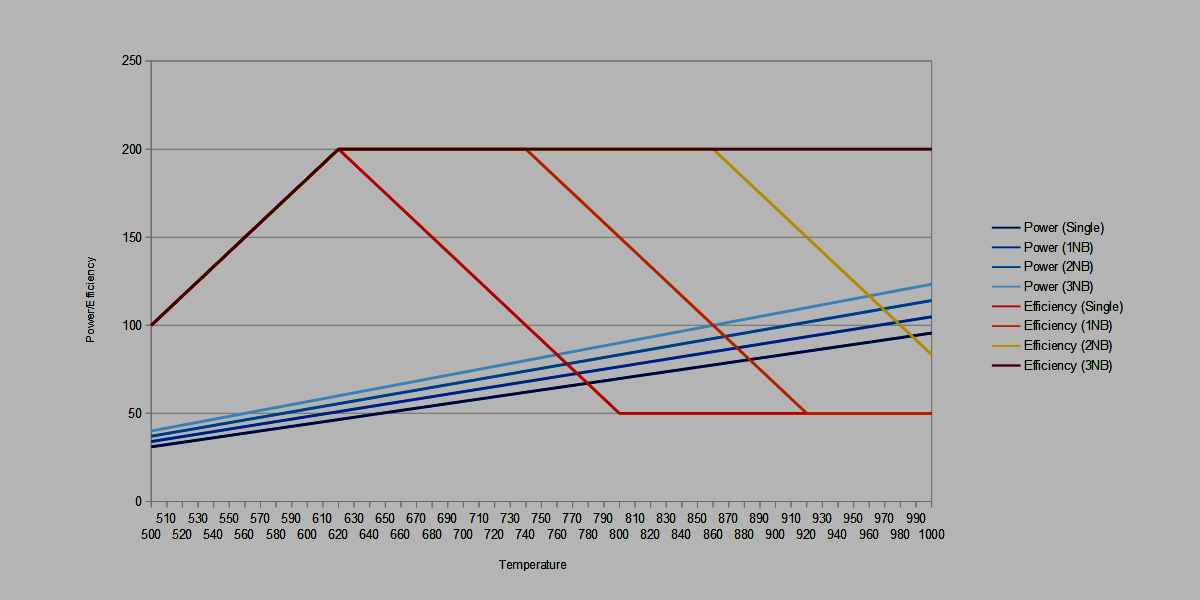 250
200
150
100
50
0
Power/Efficiency
510 530 550 570 590 610 630 650 670 690 710 730 750 770 790 810 830 850 870 890 910 930 950 970 990
500 520 540 560 580 600 620 640 660 680 700 720 740 760 780 800 820 840 860 880 900 920 940 960 980 1000
Temperature
Power (Single)
Power (1NB)
Power (2NB)
Power (3NB)
Efficiency (Single)
Efficiency (1NB)
Efficiency (2NB)
Efficiency (3NB)